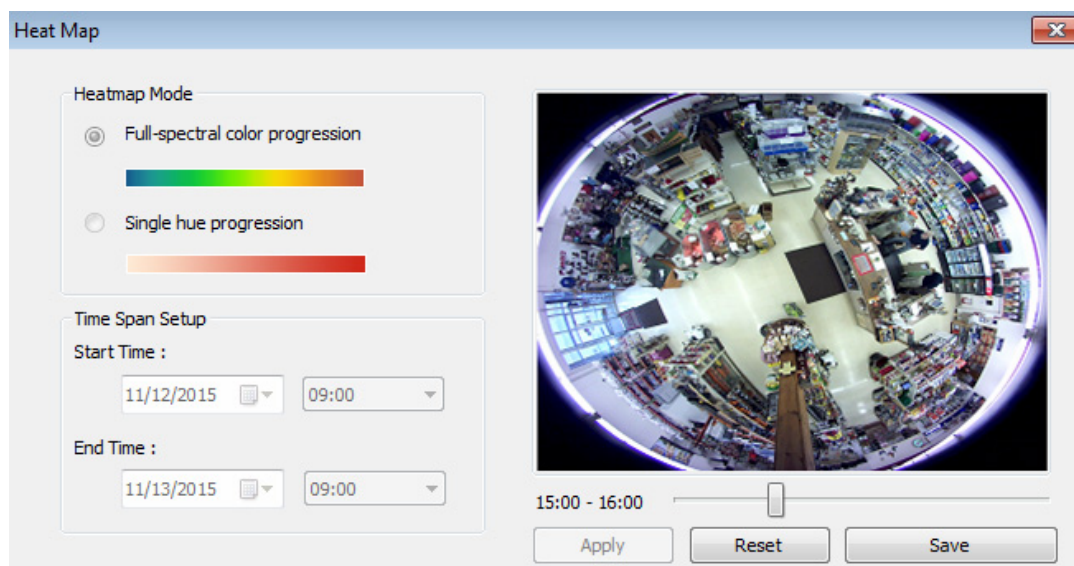 Heat Map
Heatmap Mode
Full-spectral color progression
Single hue progression
Time Span Setup
Start Time :
11/12/2015
09:00
End Time :
11/13/2015
09:00
15:00 - 16:00
Apply
Reset
Save